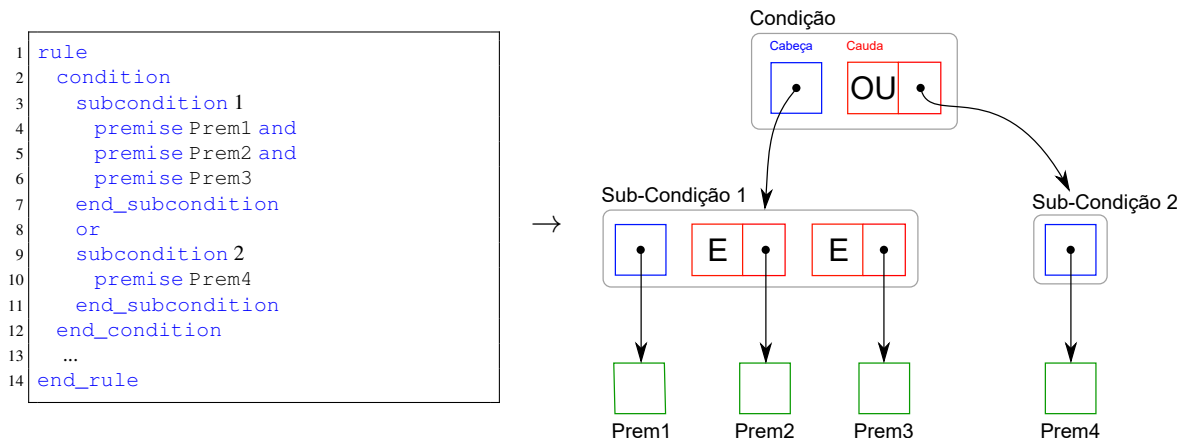 1 rule
2 condition
3 subcondition 1
4 premise Prem1 and
5 premise Prem2 and
6 premise Prem3
7 end_subcondition
8 or
9 subcondition 2
10 premise Prem4
11 end_subcondition
12 end_condition
13 ...
14 end_rule
→
Condição
Cabeça Cauda
OU
Sub-Condição 1
E E
Sub-Condição 2
Prem1 Prem2 Prem3 Prem4